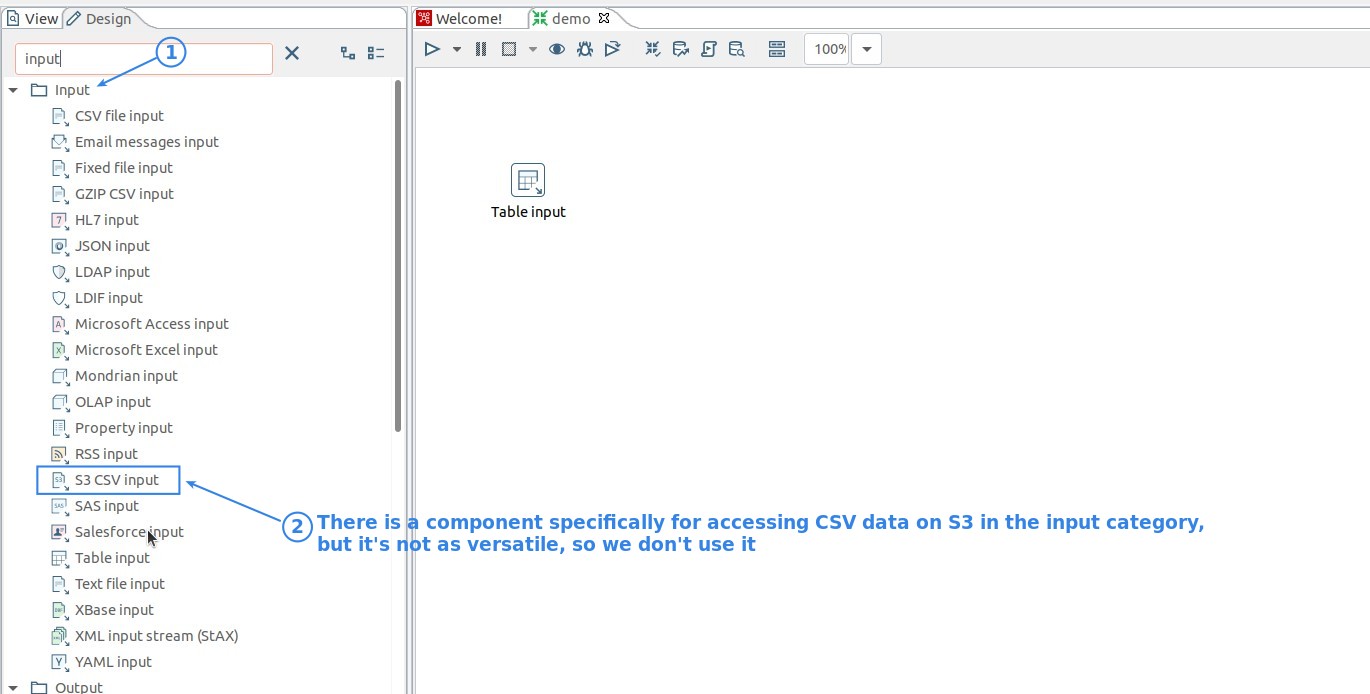 View
Design
Welcome!
demo
input
1
100%
Input
CSV file input
Email messages input
Fixed file input
GZIP CSV input
HL7 input
JSON input
LDAP input
LDIF input
Microsoft Access input
Microsoft Excel input
Mondrian input
OLAP input
Property input
RSS input
S3 CSV input
SAS input
Salesforce input
Table input
Text file input
XBase input
XML input stream (StAX)
YAML input
Output
Table input
2
There is a component specifically for accessing CSV data on S3 in the input category,
but it's not as versatile, so we don't use it